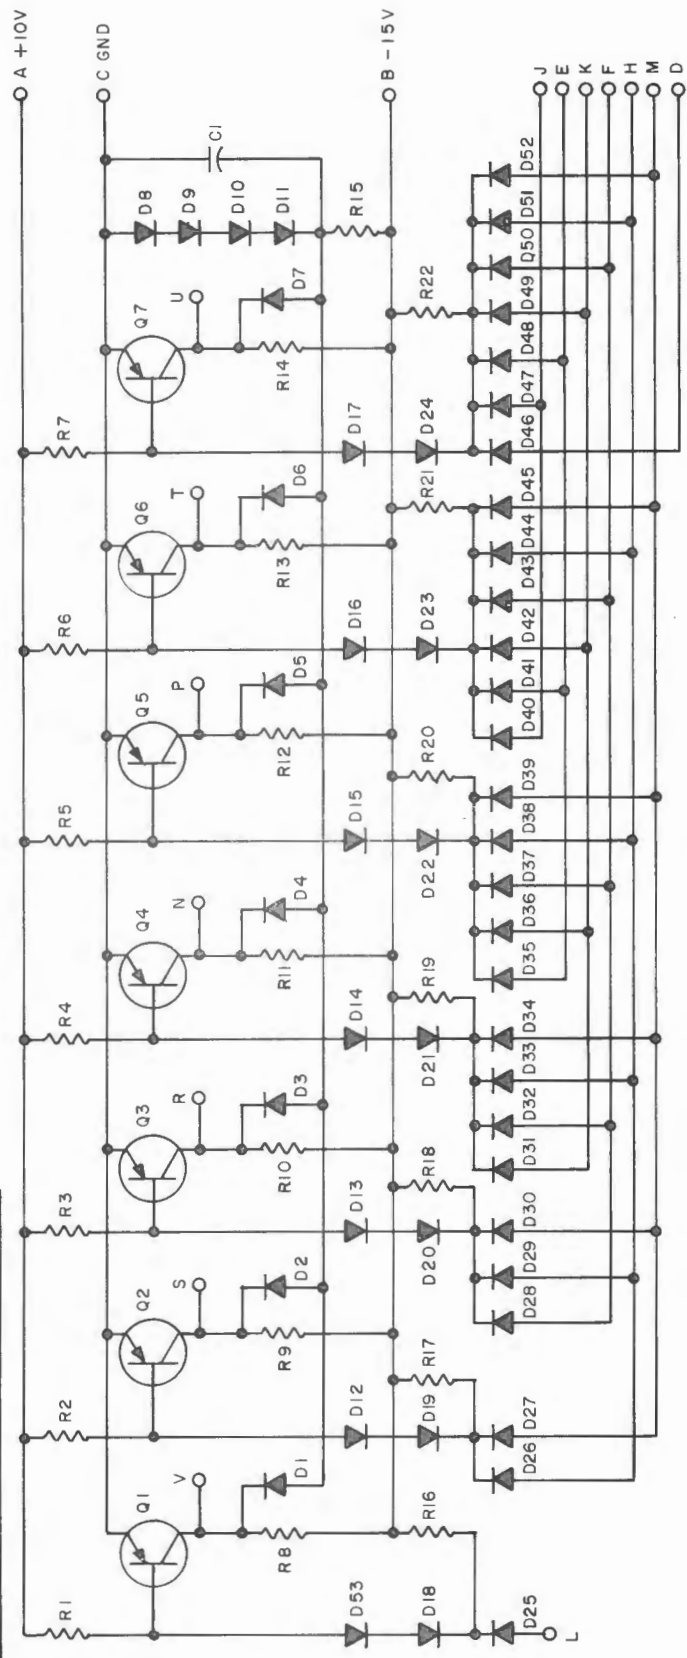 A +10V
C GND
B -15V
R1
R2
R3
R4
R5
R6
R7
Q1
Q2
Q3
Q4
Q5
Q6
Q7
V
S
R
N
P
T
U
D8
D9
D10
D11
C1
R15
R8
D1
R9
D2
R10
D3
R11
D4
R12
D5
R13
D6
R14
D7
D53
D12
D13
D14
D15
D16
D17
R16
R17
R18
R19
R20
R21
R22
D18
D19
D20
D21
D22
D23
D24
D25
D26
D27
D28
D29
D30
D31
D32
D33
D34
D35
D36
D37
D38
D39
D40
D41
D42
D43
D44
D45
D46
D47
D48
D49
D50
D51
D52
L
J
E
K
F
H
M
D